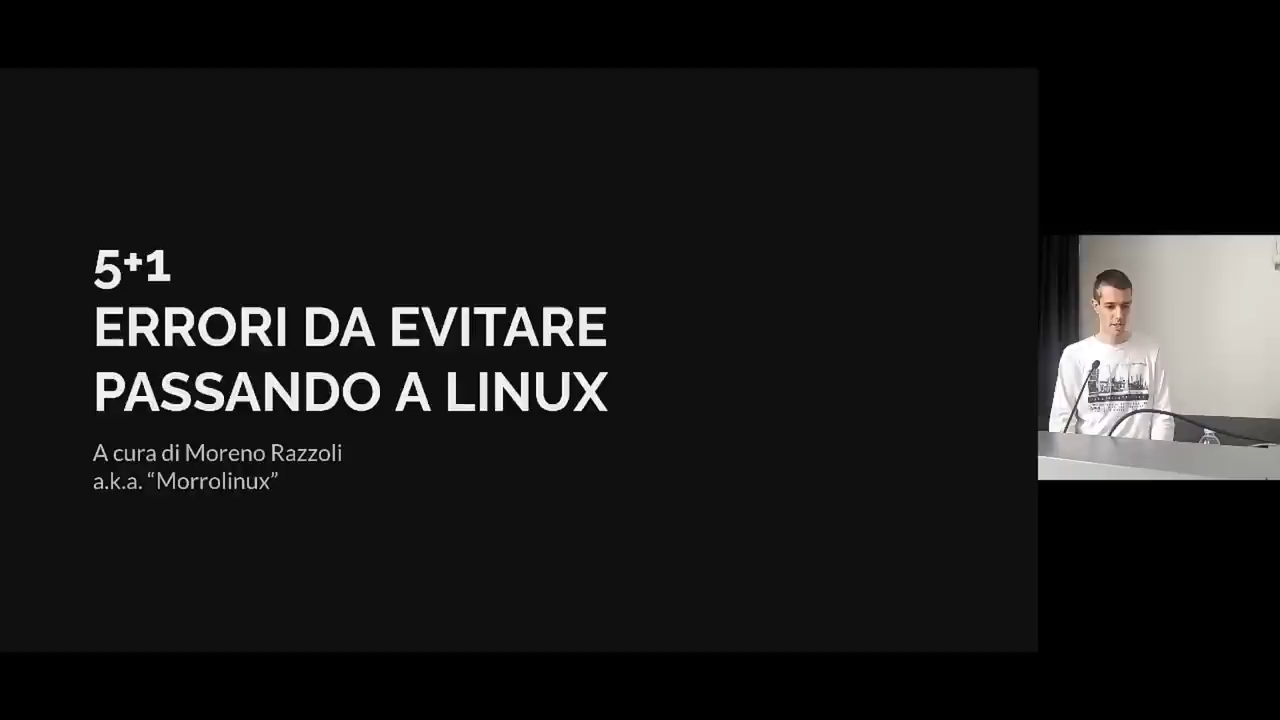 5+1
ERRORI DA EVITARE
PASSANDO A LINUX
A cura di Moreno Razzoli
a.k.a. “Morrolinux”